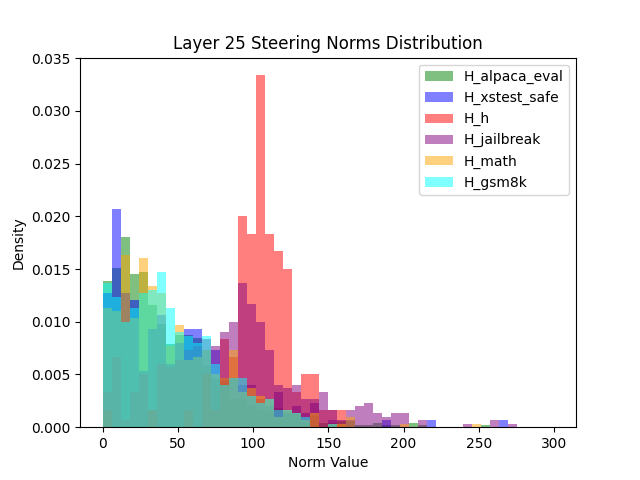 Layer 25 Steering Norms Distribution
0.035
0.030
0.025
0.020
0.015
0.010
0.005
0.000
Density
H_alpaca_eval
H_xstest_safe
H_h
H_jailbreak
H_math
H_gsm8k
0 50 100 150 200 250 300
Norm Value